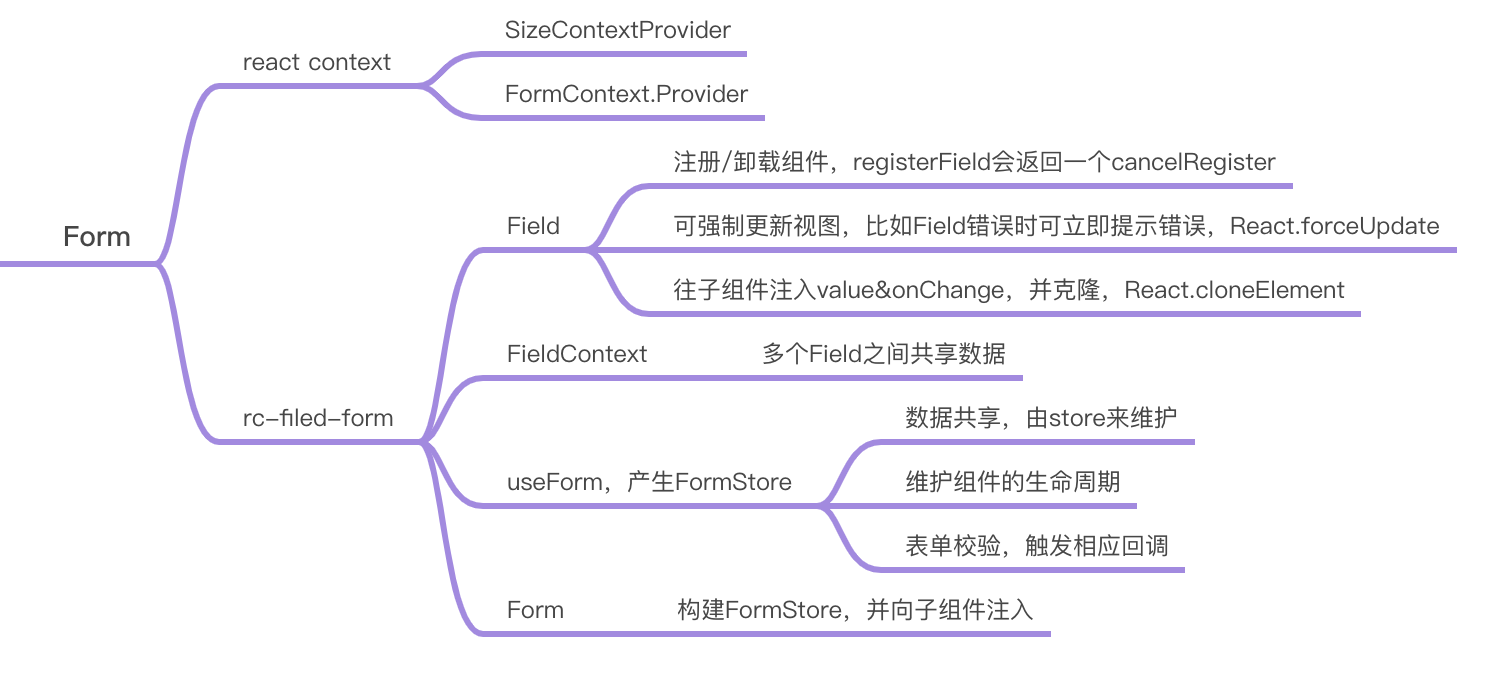 SizeContextProvider
react context
FormContext.Provider
注册/卸载组件，registerField会返回一个cancelRegister
Field
可强制更新视图，比如Field错误时可立即提示错误，React.forceUpdate
Form
往子组件注入value&onChange，并克隆，React.cloneElement
FieldContext 多个Field之间共享数据
rc-filed-form
数据共享，由store来维护
useForm，产生FormStore
维护组件的生命周期
表单校验，触发相应回调
Form 构建FormStore，并向子组件注入